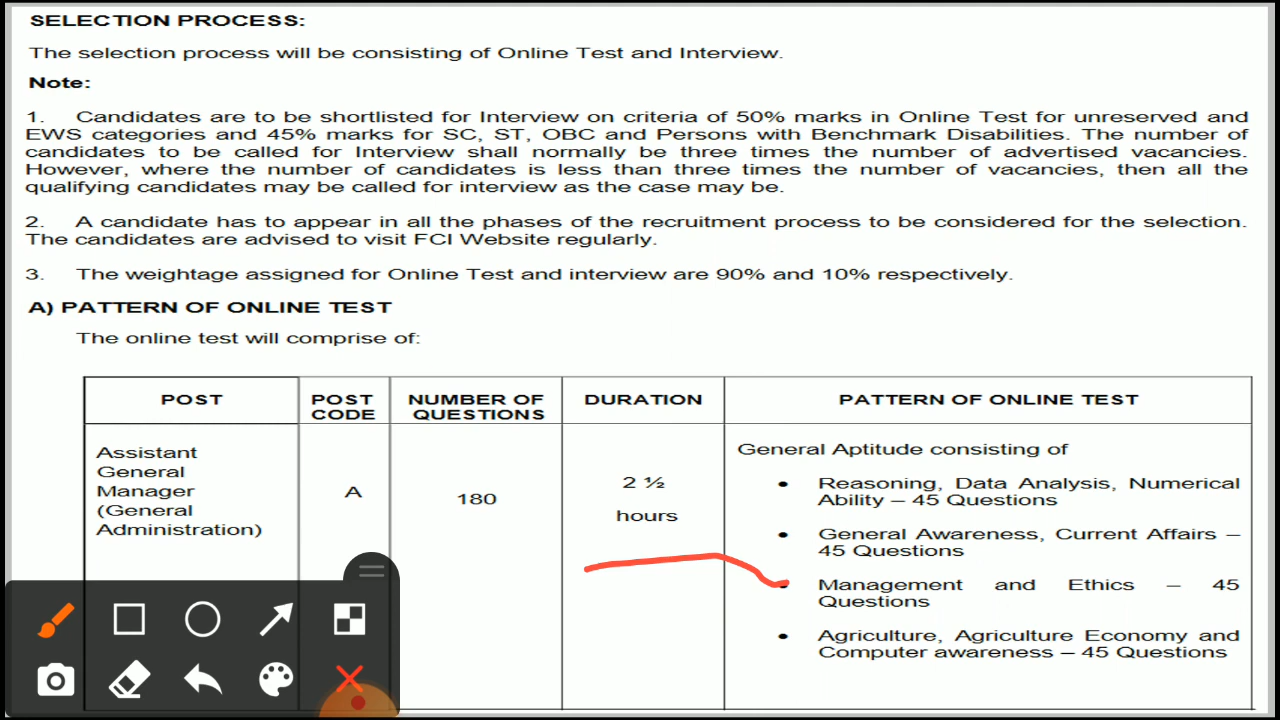 SELECTION PROCESS:
The selection process will be consisting of Online Test and Interview.
Note:
1. Candidates are to be shortlisted for Interview on criteria of 50% marks in Online Test for unreserved and
EWS categories and 45% marks for SC, ST, OBC and Persons with Benchmark Disabilities. The number of
candidates to be called for Interview shall normally be three times the number of advertised vacancies.
However, where the number of candidates is less than three times the number of vacancies, then all the
qualifying candidates may be called for interview as the case may be.
2. A candidate has to appear in all the phases of the recruitment process to be considered for the selection.
The candidates are advised to visit FCI Website regularly.
3. The weightage assigned for Online Test and interview are 90% and 10% respectively.
A) PATTERN OF ONLINE TEST
The online test will comprise of:
POST
POST
CODE
NUMBER OF
QUESTIONS
DURATION
PATTERN OF ONLINE TEST
Assistant
General
Manager
(General
Administration)
A
180
2 ½
hours
General Aptitude consisting of
• Reasoning, Data Analysis, Numerical
Ability – 45 Questions
• General Awareness, Current Affairs –
45 Questions
• Management and Ethics – 45
Questions
• Agriculture, Agriculture Economy and
Computer awareness – 45 Questions